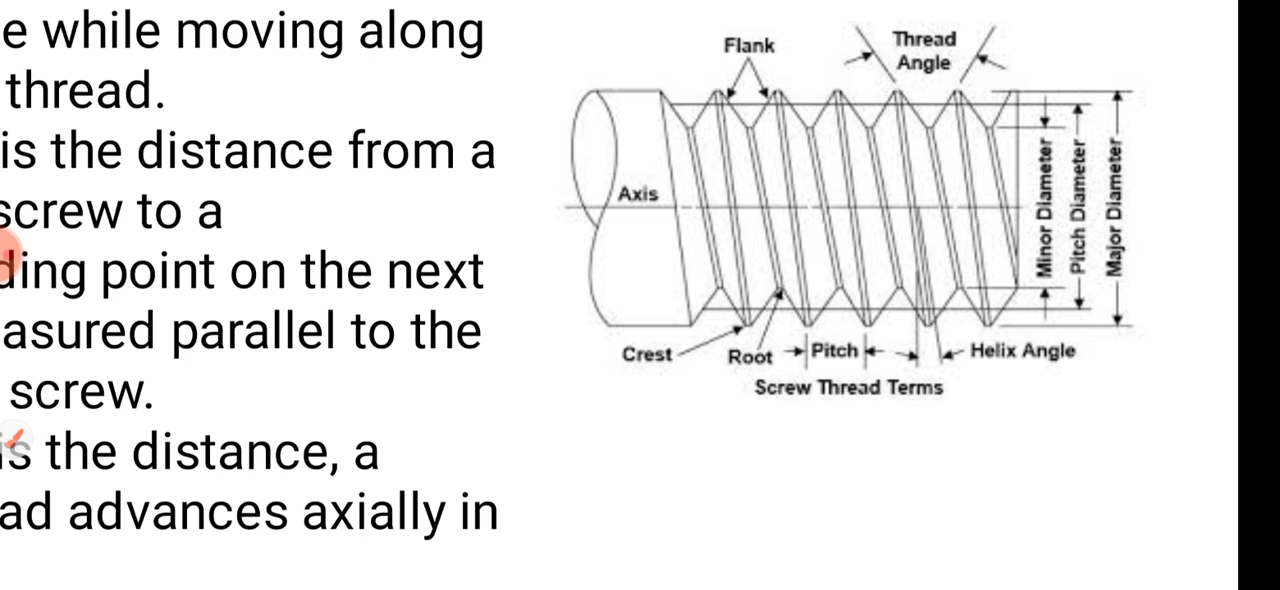 e while moving along
thread.
is the distance from a
screw to a
ding point on the next
asured parallel to the
screw.
is the distance, a
ad advances axially in
Flank
Thread
Angle
Axis
Minor Diameter
Pitch Diameter
Major Diameter
Crest
Root
Pitch
Helix Angle
Screw Thread Terms